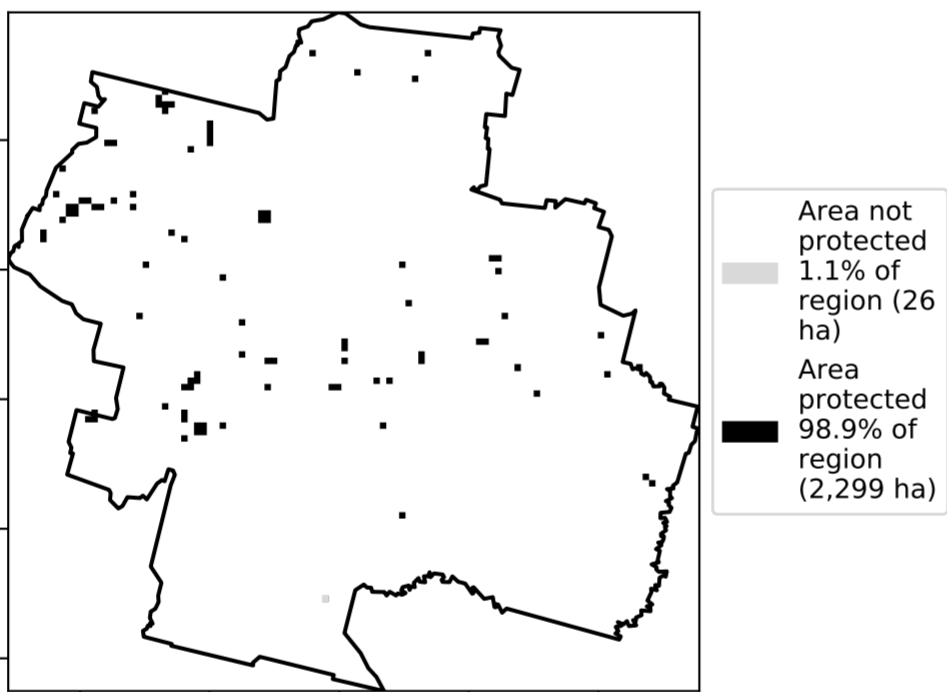 Area not
protected
1.1% of
region (26
ha)
Area
protected
98.9% of
region
(2,299 ha)